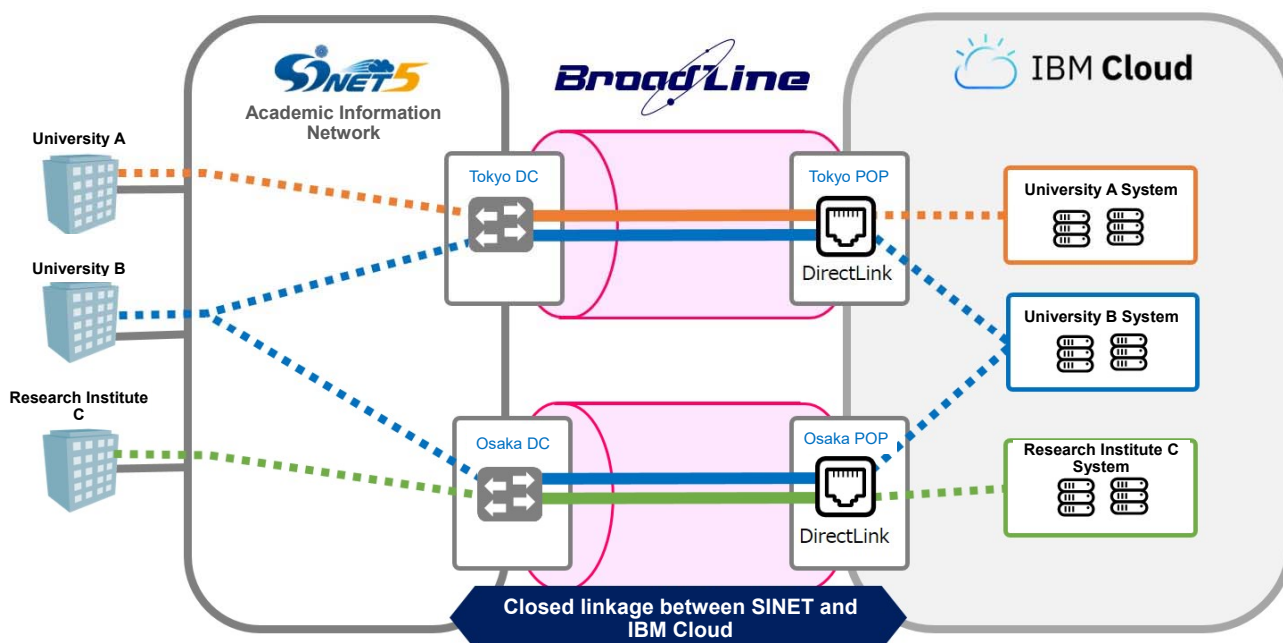 SINET5
Academic Information
Network
BroadLine
IBM Cloud
University A
University B
Research Institute
C
Tokyo DC
Tokyo POP
DirectLink
Osaka DC
Osaka POP
DirectLink
University A System
University B System
Research Institute C
System
Closed linkage between SINET and
IBM Cloud